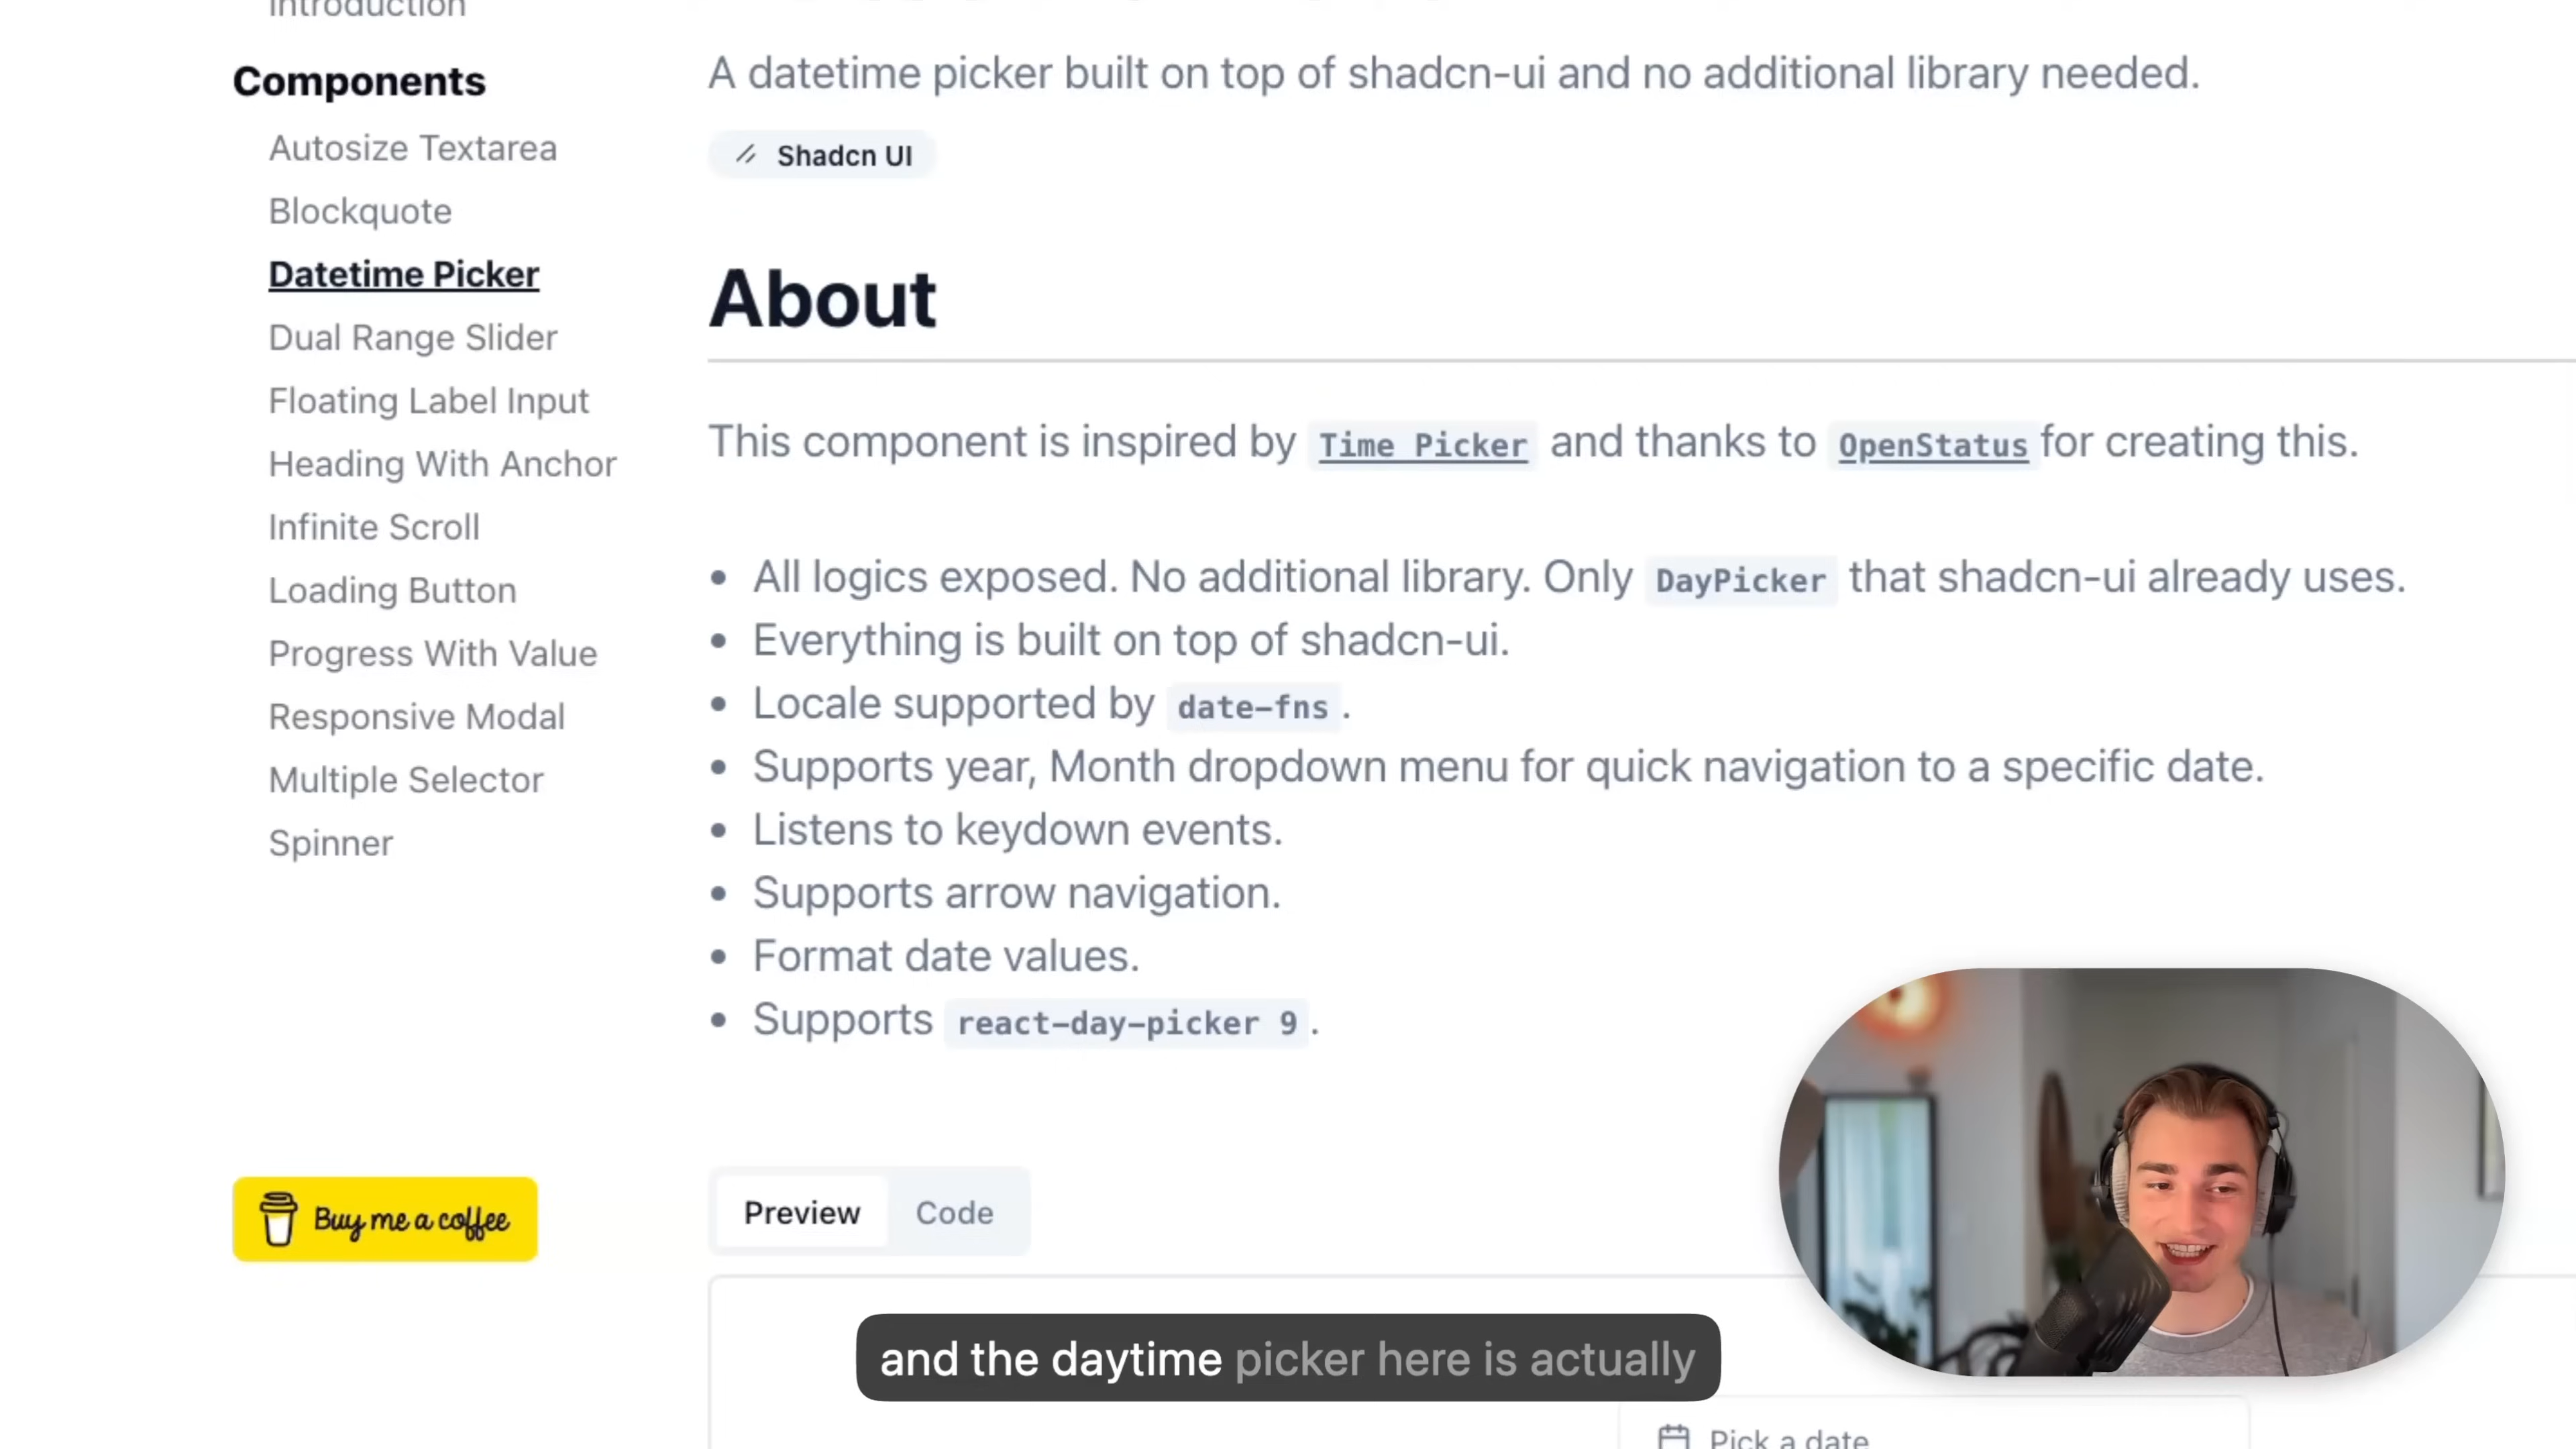 Introduction
Components
Autosize Textarea
Blockquote
Datetime Picker
Dual Range Slider
Floating Label Input
Heading With Anchor
Infinite Scroll
Loading Button
Progress With Value
Responsive Modal
Multiple Selector
Spinner
Buy me a coffee
A datetime picker built on top of shadcn-ui and no additional library needed.
Shadcn UI
About
This component is inspired by Time Picker and thanks to OpenStatus for creating this.
• All logics exposed. No additional library. Only DayPicker that shadcn-ui already uses.
• Everything is built on top of shadcn-ui.
• Locale supported by date-fns .
• Supports year, Month dropdown menu for quick navigation to a specific date.
• Listens to keydown events.
• Supports arrow navigation.
• Format date values.
• Supports react-day-picker 9 .
Preview Code
and the daytime picker here is actually
Pick a date